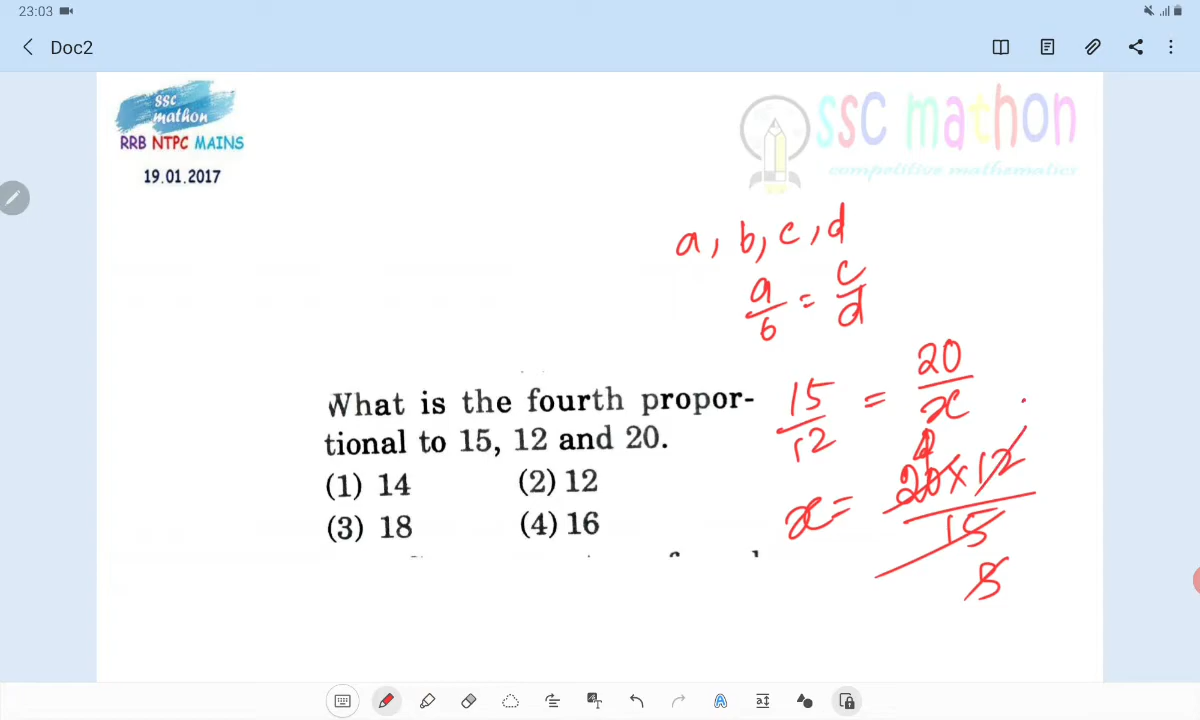 23:03
Doc2
ssc
mathon
RRB NTPC MAINS
19.01.2017
ssc mathon
competitive mathematics
a, b, c, d
a/b = c/d
What is the fourth propor-
tional to 15, 12 and 20.
(1) 14 (2) 12
(3) 18 (4) 16
15/12 = 20/x
4
x = 20 × 12 / 15
5